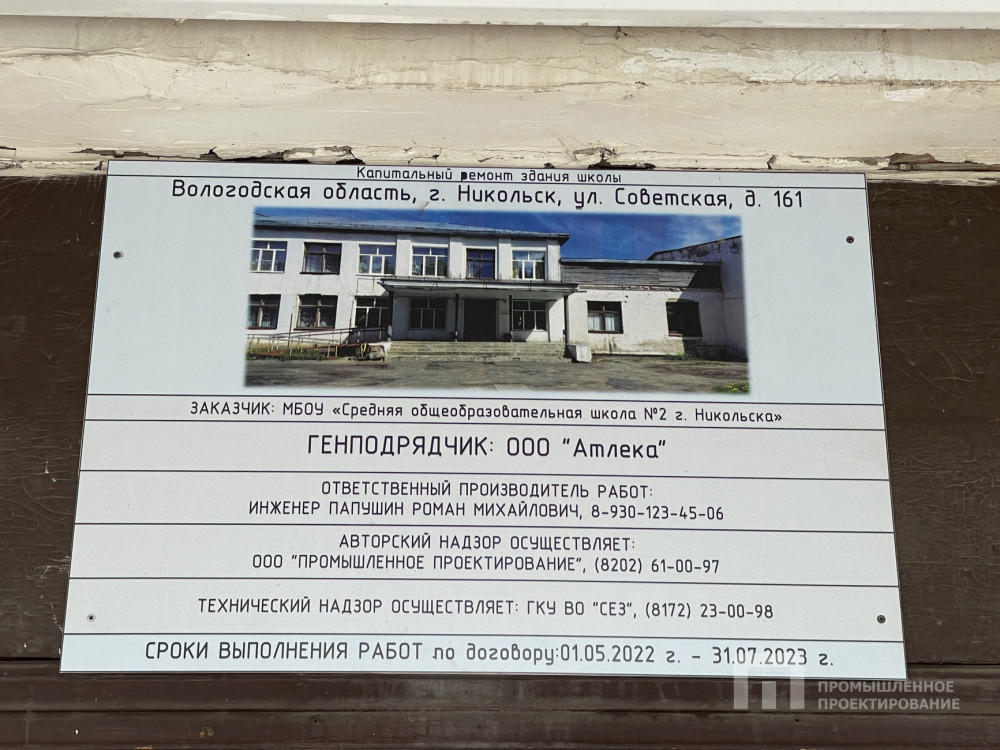 Капитальный ремонт здания школы
Вологодская область, г. Никольск, ул. Советская, д. 161
ЗАКАЗЧИК: МБОУ «Средняя общеобразовательная школа №2 г. Никольска»
ГЕНПОДРЯДЧИК: ООО "Атлека"
ОТВЕТСТВЕННЫЙ ПРОИЗВОДИТЕЛЬ РАБОТ:
ИНЖЕНЕР ПАПУШИН РОМАН МИХАЙЛОВИЧ, 8-930-123-45-06
АВТОРСКИЙ НАДЗОР ОСУЩЕСТВЛЯЕТ:
ООО "ПРОМЫШЛЕННОЕ ПРОЕКТИРОВАНИЕ", (8202) 61-00-97
ТЕХНИЧЕСКИЙ НАДЗОР ОСУЩЕСТВЛЯЕТ: ГКУ ВО "СЕЗ", (8172) 23-00-98
СРОКИ ВЫПОЛНЕНИЯ РАБОТ по договору:01.05.2022 г. - 31.07.2023 г.
ПРОМЫШЛЕННОЕ
ПРОЕКТИРОВАНИЕ